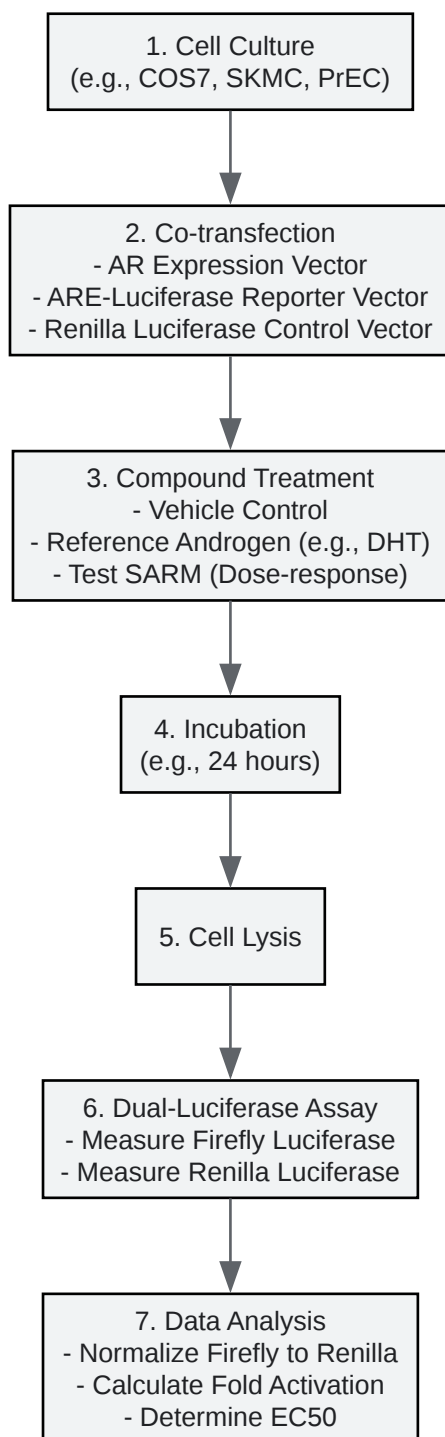 1. Cell Culture
(e.g., COS7, SKMC, PrEC)
2. Co-transfection
- AR Expression Vector
- ARE-Luciferase Reporter Vector
- Renilla Luciferase Control Vector
3. Compound Treatment
- Vehicle Control
- Reference Androgen (e.g., DHT)
- Test SARM (Dose-response)
4. Incubation
(e.g., 24 hours)
5. Cell Lysis
6. Dual-Luciferase Assay
- Measure Firefly Luciferase
- Measure Renilla Luciferase
7. Data Analysis
- Normalize Firefly to Renilla
- Calculate Fold Activation
- Determine EC50